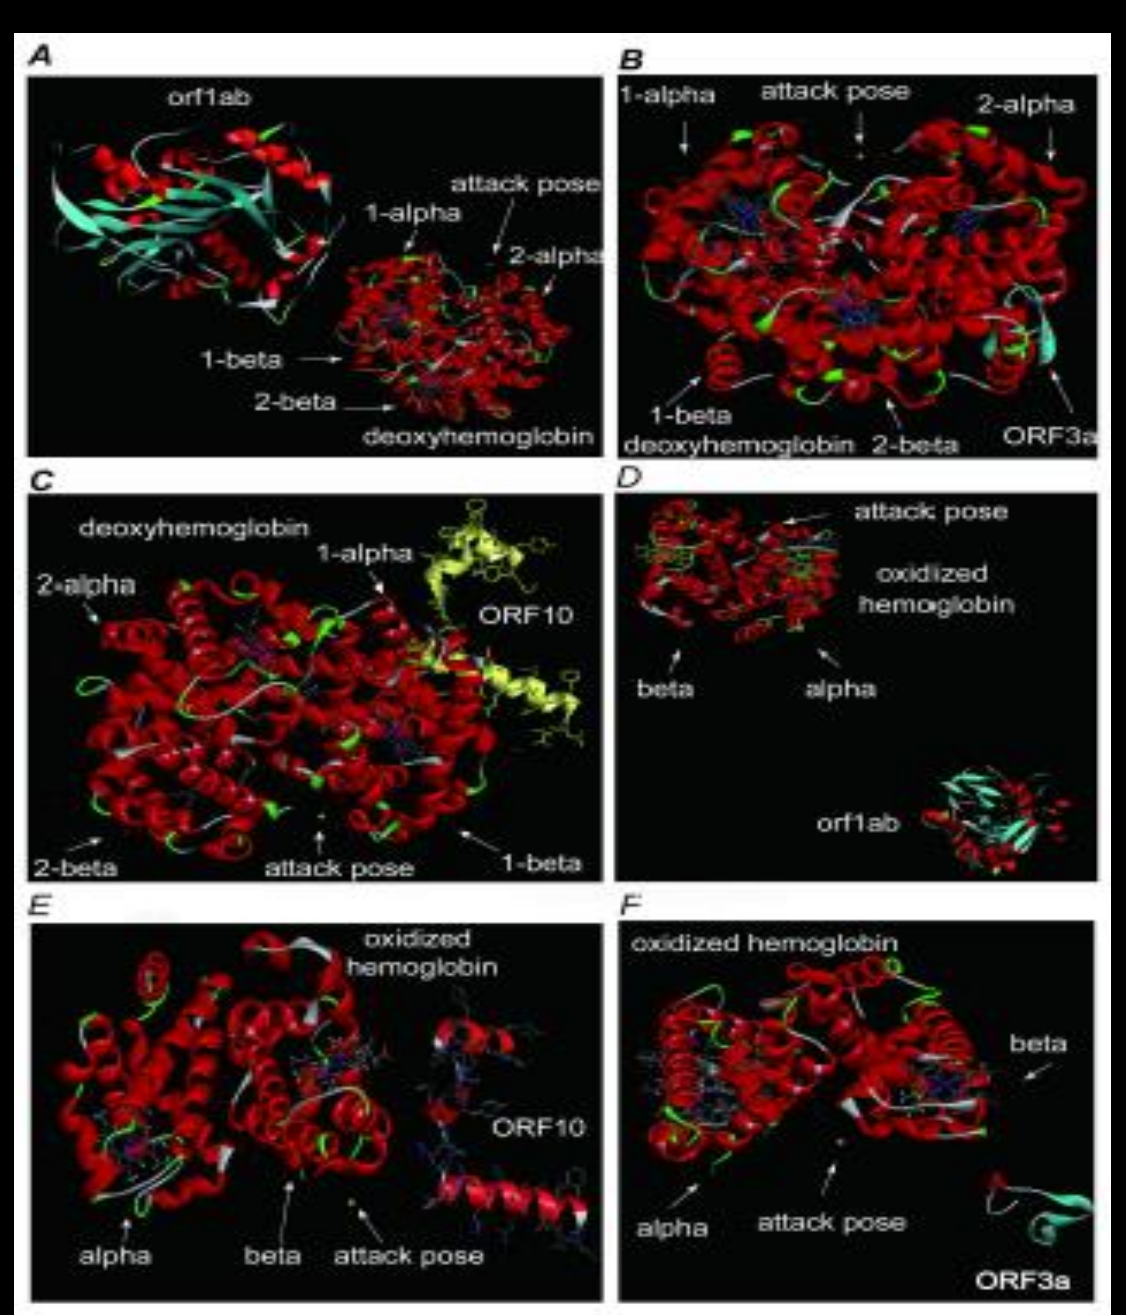 A
orf1ab
attack pose
1-alpha
2-alpha
1-beta
2-beta
deoxyhemoglobin
B
1-alpha
attack pose
2-alpha
1-beta
deoxyhemoglobin
2-beta
ORF3a
C
deoxyhemoglobin
1-alpha
2-alpha
ORF10
2-beta
attack pose
1-beta
D
attack pose
oxidized
hemoglobin
beta
alpha
orf1ab
E
oxidized
hemoglobin
ORF10
alpha
beta
attack pose
F
oxidized hemoglobin
beta
alpha
attack pose
ORF3a